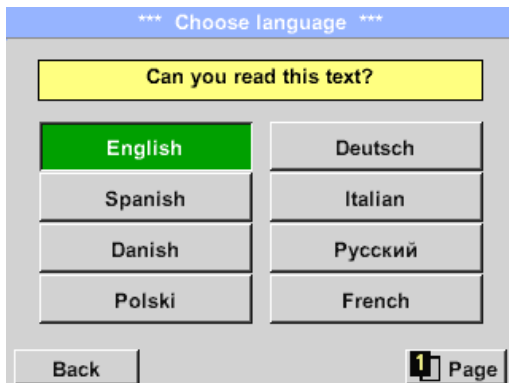 *** Choose language ***
Can you read this text?
English Deutsch
Spanish Italian
Danish Русский
Polski French
Back 1 Page